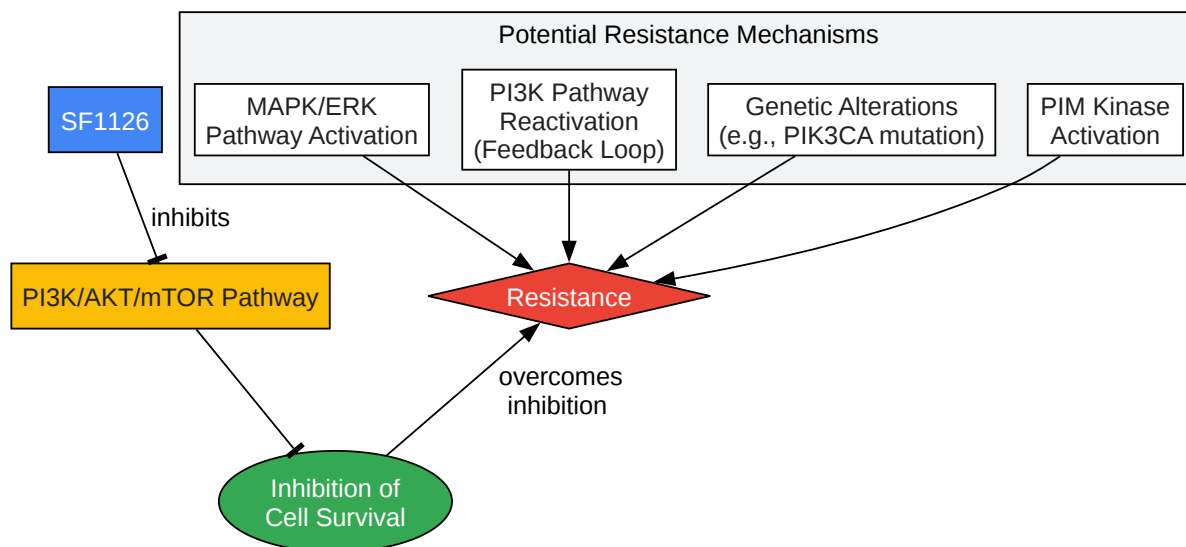 Potential Resistance Mechanisms
SF1126
MAPK/ERK
Pathway Activation
PI3K Pathway
Reactivation
(Feedback Loop)
Genetic Alterations
(e.g., PIK3CA mutation)
PIM Kinase
Activation
inhibits
PI3K/AKT/mTOR Pathway
Resistance
overcomes
inhibition
Inhibition of
Cell Survival